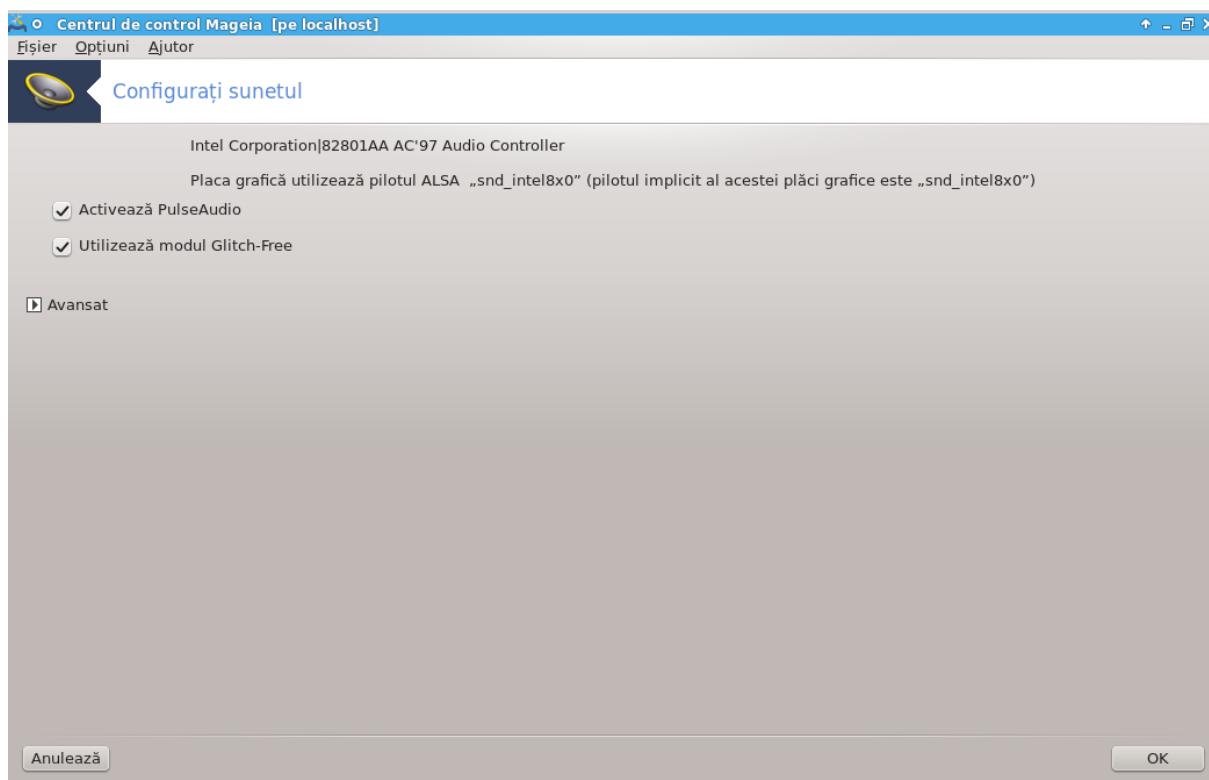 Centrul de control Mageia [pe localhost]
Fișier Opțiuni Ajutor
Configurați sunetul
Intel Corporation|82801AA AC'97 Audio Controller
Placa grafică utilizează pilotul ALSA „snd_intel8x0” (pilotul implicit al acestei plăci grafice este „snd_intel8x0”)
Activează PulseAudio
Utilizează modul Glitch-Free
Avansat
Anulează OK